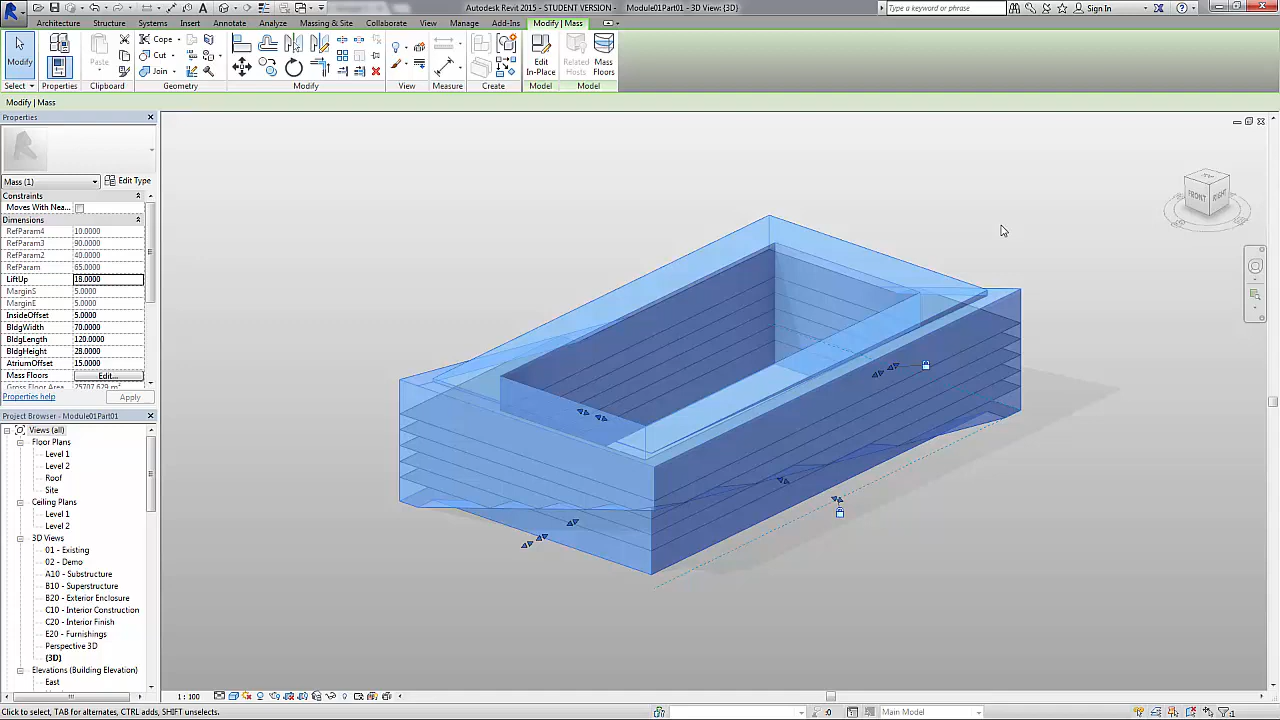 Autodesk Revit 2015 - STUDENT VERSION - Module01Part01 - 3D View: {3D}
Type a keyword or phrase
Sign In
Architecture Structure Systems Insert Annotate Analyze Massing & Site Collaborate View Manage Add-Ins Modify | Mass
Modify
Paste
Cope
Cut
Join
Edit In-Place
Related Hosts
Mass Floors
Select Properties Clipboard Geometry Modify View Measure Create Model Model
Modify | Mass
Properties
Mass (1) Edit Type
Constraints
Moves With Nea...
Dimensions
RefParam4 10.0000
RefParam3 90.0000
RefParam2 40.0000
RefParam 65.0000
LiftUp 18.0000
MarginS 5.0000
MarginE 5.0000
InsideOffset 5.0000
BldgWidth 70.0000
BldgLength 120.0000
BldgHeight 28.0000
AtriumOffset 15.0000
Mass Floors Edit...
Gross Floor Area 25707.629 m²
Properties help Apply
Project Browser - Module01Part01
Views (all)
Floor Plans
Level 1
Level 2
Roof
Site
Ceiling Plans
Level 1
Level 2
3D Views
01 - Existing
02 - Demo
A10 - Substructure
B10 - Superstructure
B20 - Exterior Enclosure
C10 - Interior Construction
C20 - Interior Finish
E20 - Furnishings
Perspective 3D
{3D}
Elevations (Building Elevation)
East
FRONT RIGHT
1 : 100
Click to select, TAB for alternates, CTRL adds, SHIFT unselects.
:0
Main Model
:1